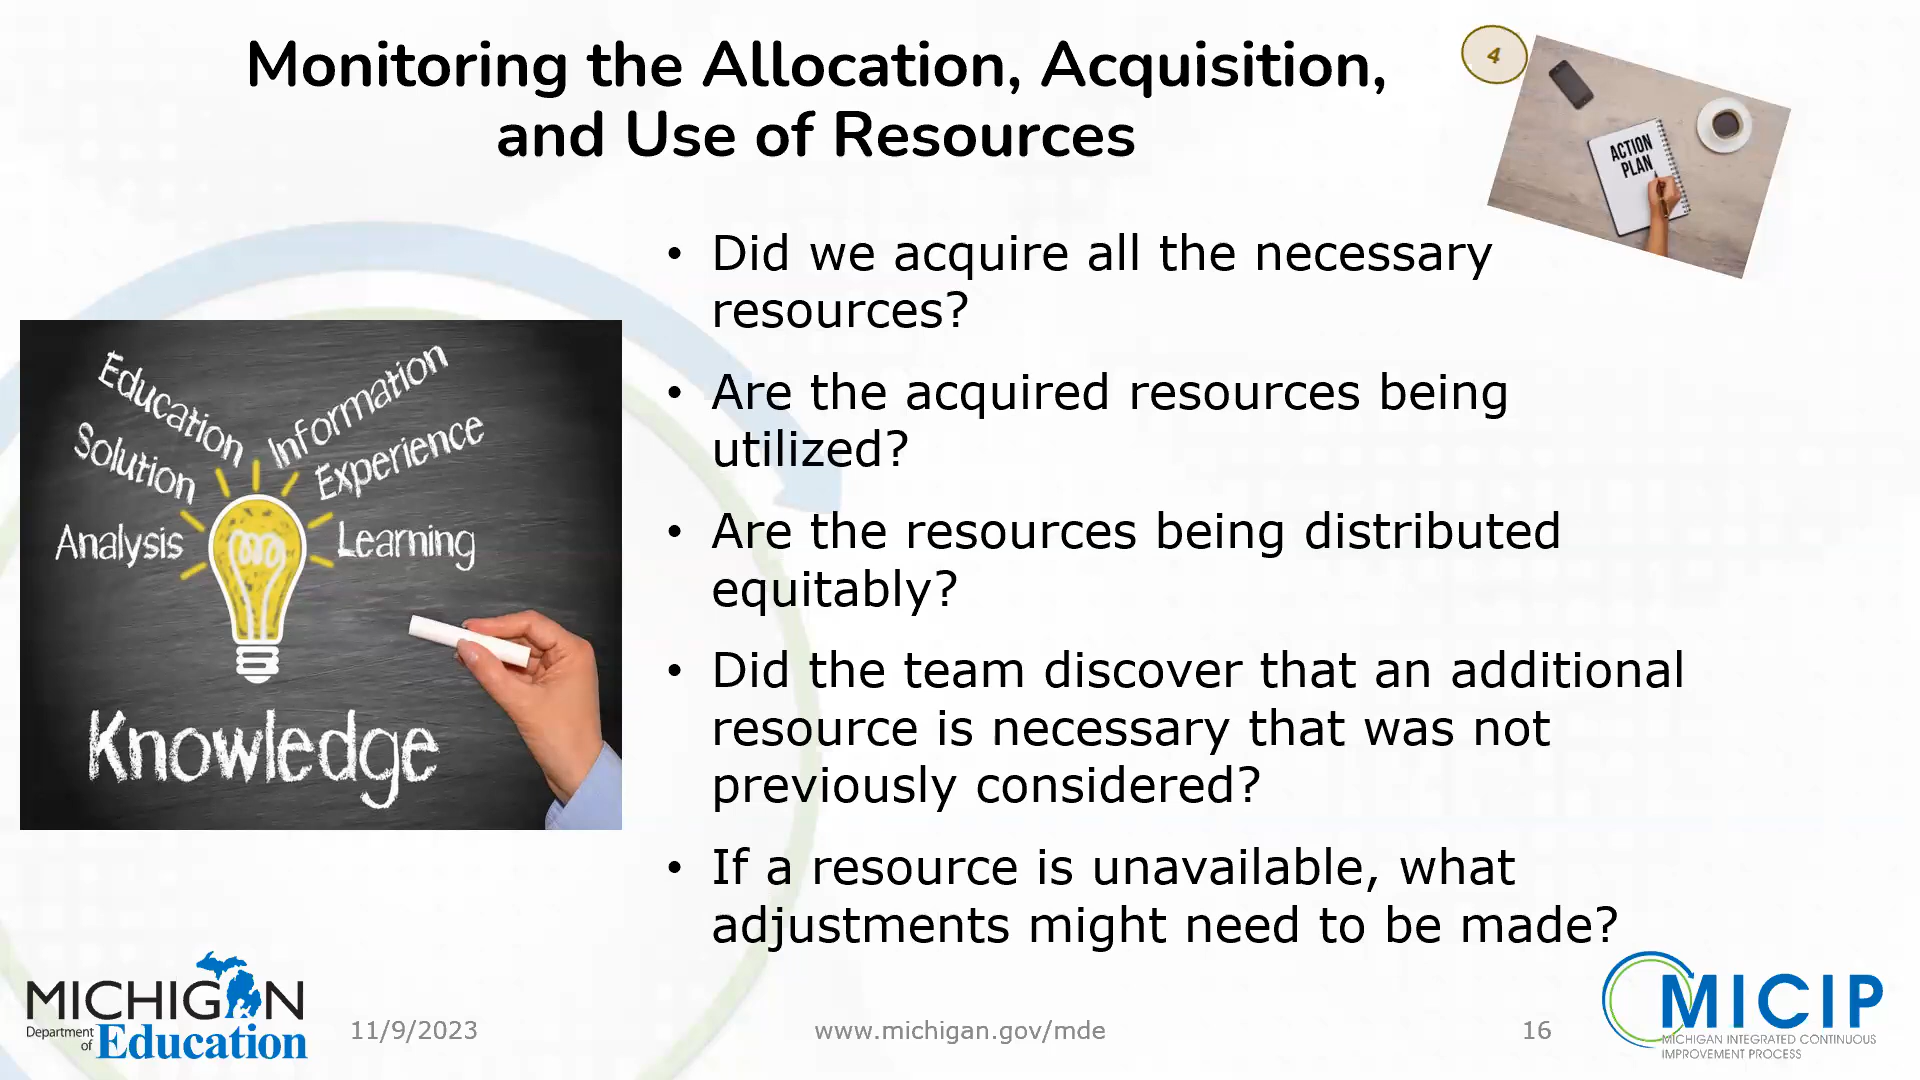 Monitoring the Allocation, Acquisition,
and Use of Resources
4
ACTION
PLAN
• Did we acquire all the necessary
resources?
• Are the acquired resources being
utilized?
• Are the resources being distributed
equitably?
• Did the team discover that an additional
resource is necessary that was not
previously considered?
• If a resource is unavailable, what
adjustments might need to be made?
Education
Information
Solution
Experience
Analysis
Learning
Knowledge
MICHIGAN
Department
of Education
11/9/2023
www.michigan.gov/mde
16
MICIP
MICHIGAN INTEGRATED CONTINUOUS
IMPROVEMENT PROCESS